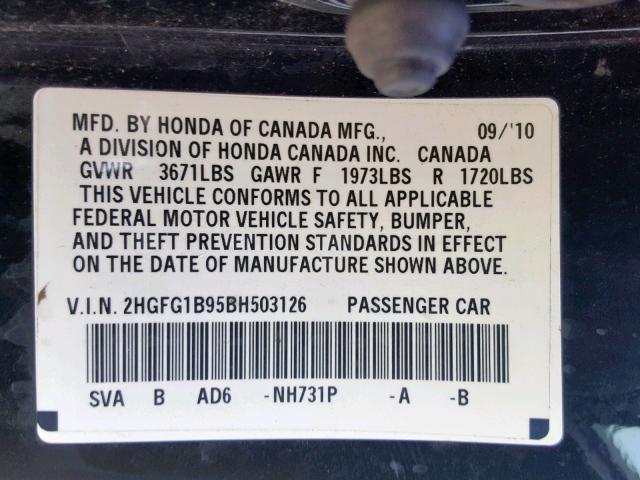 MFD. BY HONDA OF CANADA MFG., 09/'10
A DIVISION OF HONDA CANADA INC. CANADA
GVWR 3671LBS GAWR F 1973LBS R 1720LBS
THIS VEHICLE CONFORMS TO ALL APPLICABLE
FEDERAL MOTOR VEHICLE SAFETY, BUMPER,
AND THEFT PREVENTION STANDARDS IN EFFECT
ON THE DATE OF MANUFACTURE SHOWN ABOVE.
V.I.N. 2HGFG1B95BH503126 PASSENGER CAR
SVA B AD6 -NH731P -A -B